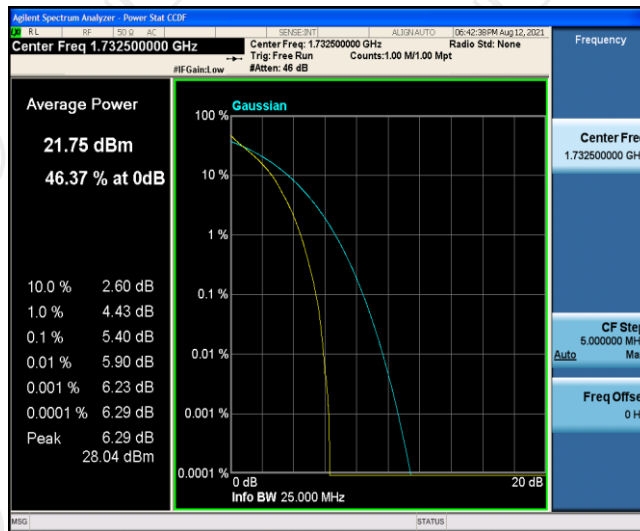 Agilent Spectrum Analyzer - Power Stat CCDF
RL RF 50 Ω AC SENSE:INT ALIGN AUTO 06:42:38PM Aug 12, 2021
Center Freq 1.732500000 GHz
Center Freq: 1.732500000 GHz Radio Std: None
Trig: Free Run Counts:1.00 M/1.00 Mpt
#IFGain:Low #Atten: 46 dB
Frequency
Average Power
21.75 dBm
46.37 % at 0dB
10.0 % 2.60 dB
1.0 % 4.43 dB
0.1 % 5.40 dB
0.01 % 5.90 dB
0.001 % 6.23 dB
0.0001 % 6.29 dB
Peak 6.29 dB
28.04 dBm
Gaussian
100 %
10 %
1 %
0.1 %
0.01 %
0.001 %
0.0001 %
0 dB 20 dB
Info BW 25.000 MHz
Center Fre
1.732500000 GH
CF Step
5.000000 MH
Auto Ma
Freq Offse
0 H
MSG STATUS